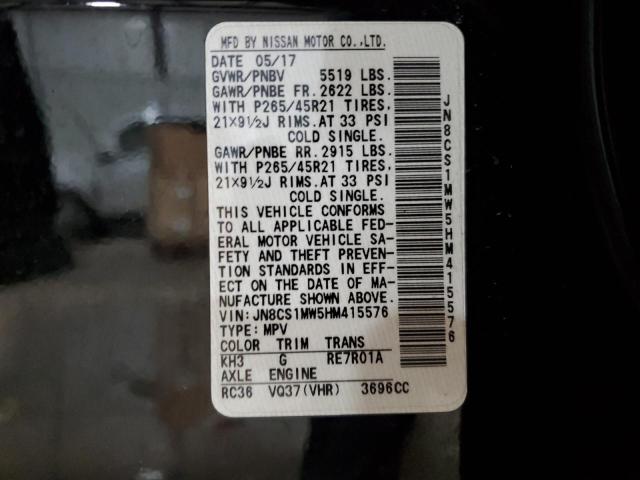 MFD BY NISSAN MOTOR CO.,LTD.
DATE 05/17
GVWR/PNBV 5519 LBS.
GAWR/PNBE FR. 2622 LBS.
WITH P265/45R21 TIRES,
21X9½J RIMS.AT 33 PSI
COLD SINGLE.
GAWR/PNBE RR. 2915 LBS.
WITH P265/45R21 TIRES,
21X9½J RIMS.AT 33 PSI
COLD SINGLE.
THIS VEHICLE CONFORMS
TO ALL APPLICABLE FED-
ERAL MOTOR VEHICLE SA-
FETY AND THEFT PREVEN-
TION STANDARDS IN EFF-
ECT ON THE DATE OF MA-
NUFACTURE SHOWN ABOVE.
VIN: JN8CS1MW5HM415576
TYPE: MPV
COLOR TRIM TRANS
KH3 G RE7R01A
AXLE ENGINE
RC36 VQ37(VHR) 3696CC
JN8CS1MW5HM415576